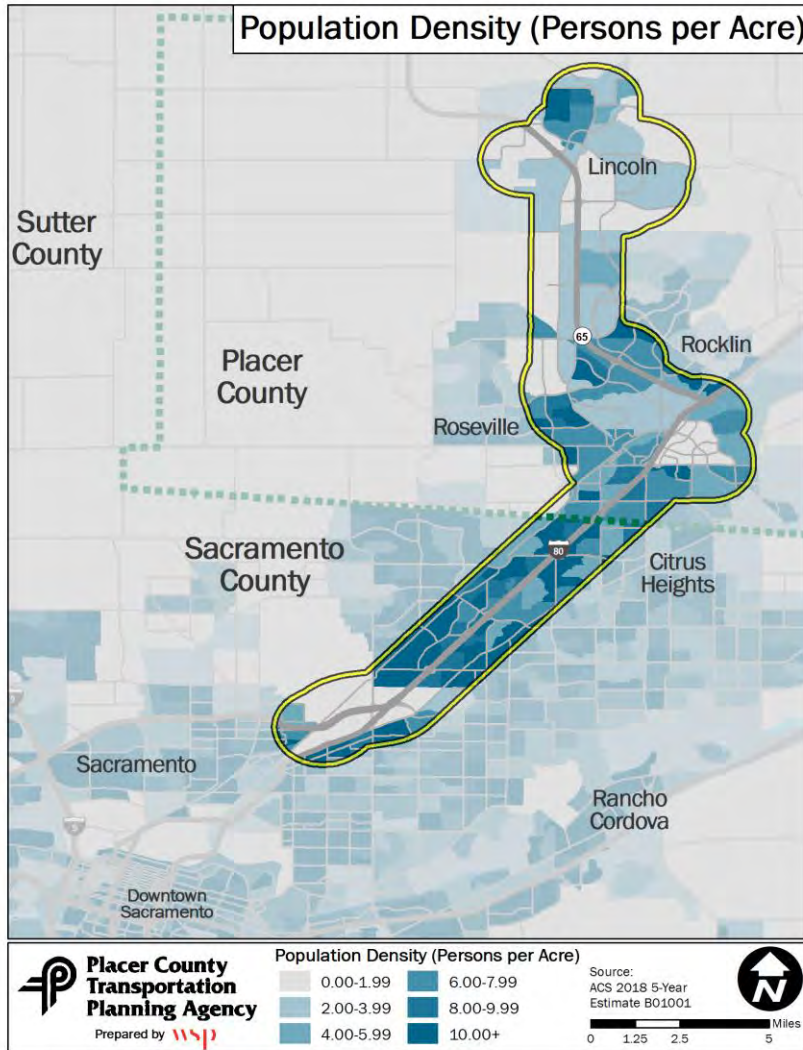 Population Density (Persons per Acre)
Lincoln
Sutter
County
65
Rocklin
Placer
County
Roseville
Sacramento
County
80
Citrus
Heights
Sacramento
Rancho
Cordova
5
Downtown
Sacramento
Placer County
Transportation
Planning Agency
Prepared by wsp
Population Density (Persons per Acre)
0.00-1.99
2.00-3.99
4.00-5.99
6.00-7.99
8.00-9.99
10.00+
Source:
ACS 2018 5-Year
Estimate B01001
N
Miles
0 1.25 2.5 5